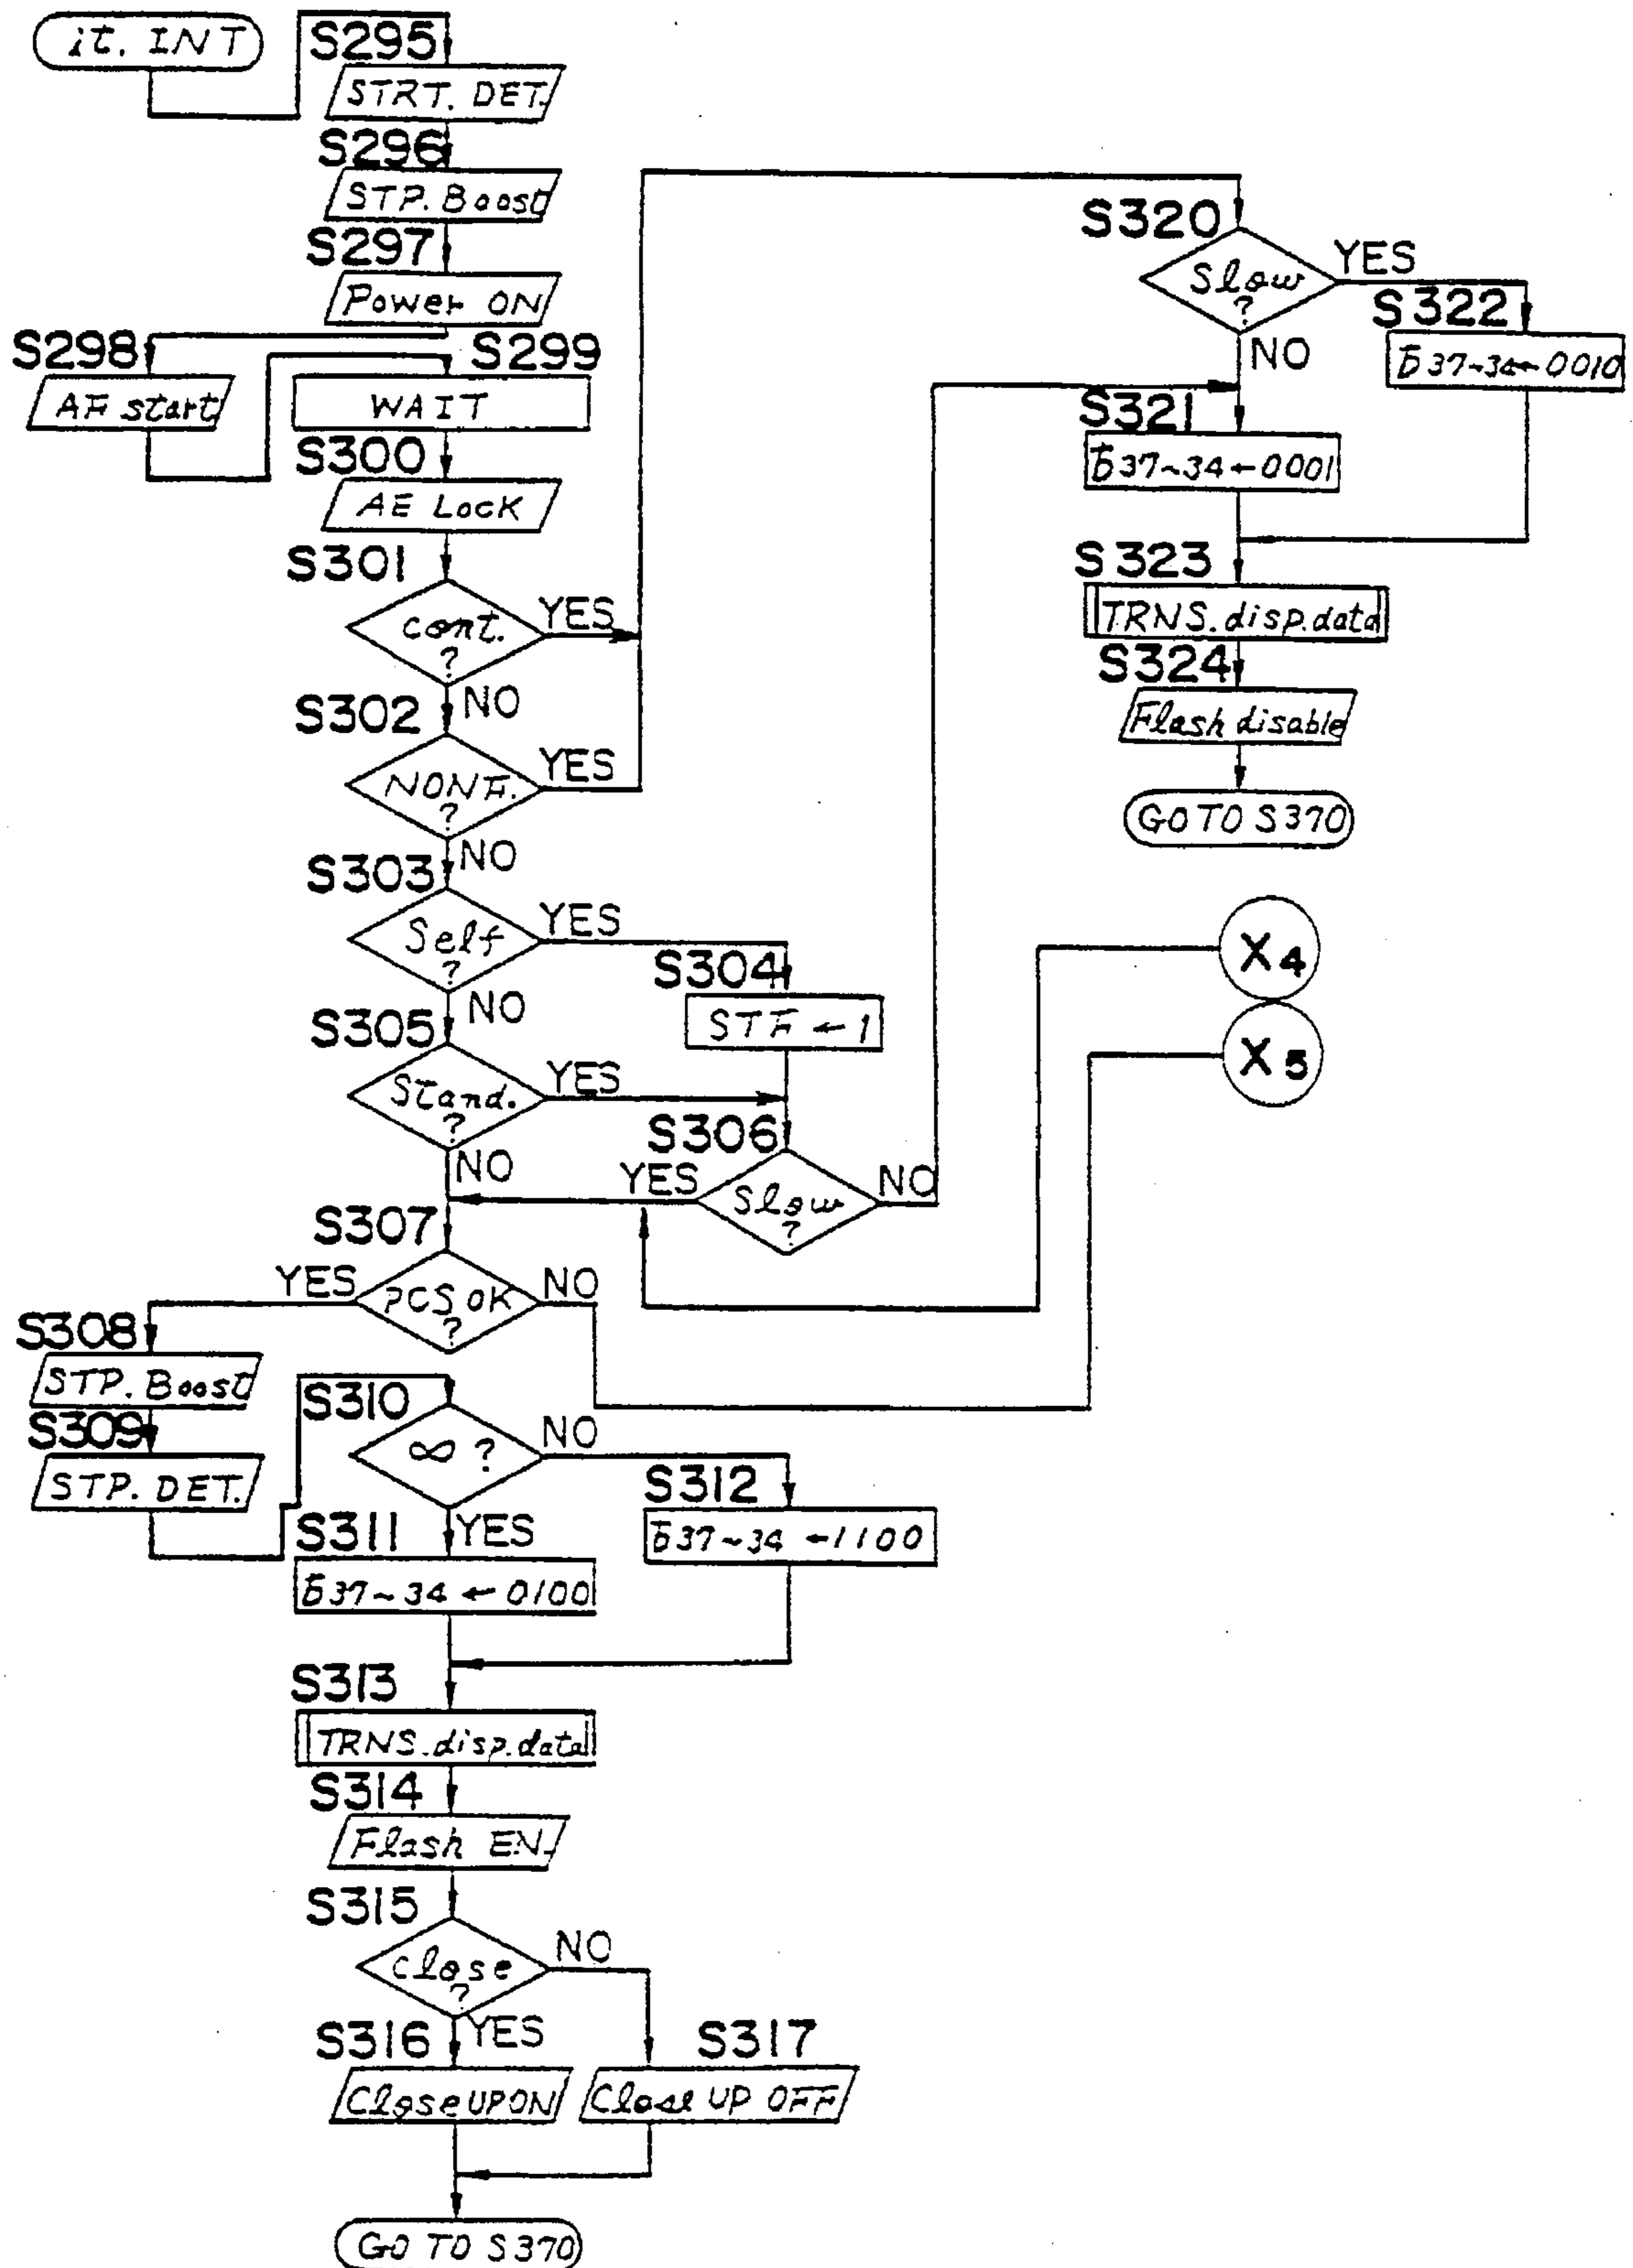 it. INT
S295
STRT. DET.
S296
STP. Boost
S297
Power ON
S298
AF start
S299
WAIT
S300
AE LOCK
S301
cont.
?
YES
NO
S302
NONF.
?
YES
NO
S303
Self
?
YES
NO
S304
STF ← 1
S305
Stand.
?
YES
NO
S306
Slow
?
YES
NO
S307
PCS OK
?
YES
NO
S308
STP. Boost
S309
STP. DET.
S310
∞ ?
NO
YES
S311
b37~34 ← 0100
S312
b37~34 ← 1100
S313
TRNS.disp.data
S314
Flash EN.
S315
close
?
NO
YES
S316
Close UP ON
S317
Close UP OFF
GO TO S370
S320
Slow
?
YES
NO
S322
b37~34 ← 0010
S321
b37~34 ← 0001
S323
TRNS.disp.data
S324
Flash disable
GO TO S370
X4
X5